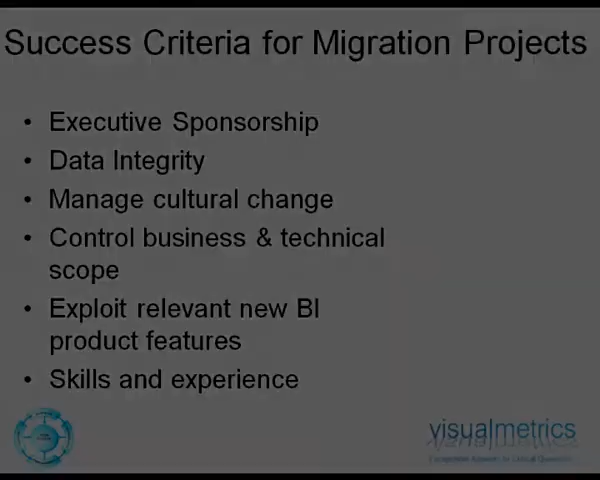 Success Criteria for Migration Projects
• Executive Sponsorship
• Data Integrity
• Manage cultural change
• Control business & technical
scope
• Exploit relevant new BI
product features
• Skills and experience
visualmetrics